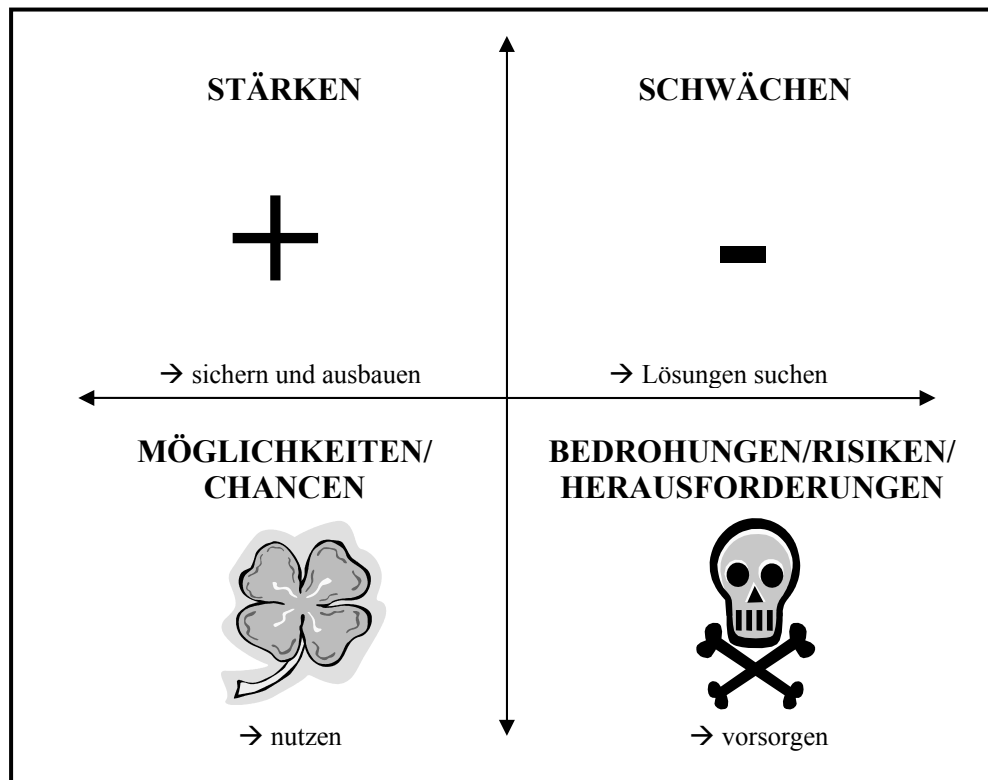 STÄRKEN
SCHWÄCHEN
→ sichern und ausbauen
→ Lösungen suchen
MÖGLICHKEITEN/
CHANCEN
BEDROHUNGEN/RISIKEN/
HERAUSFORDERUNGEN
→ nutzen
→ vorsorgen